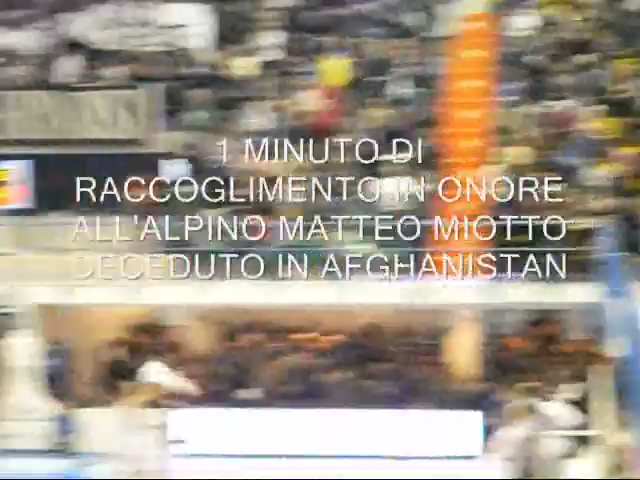 1 MINUTO DI
RACCOGLIMENTO IN ONORE
ALL'ALPINO MATTEO MIOTTO
DECEDUTO IN AFGHANISTAN